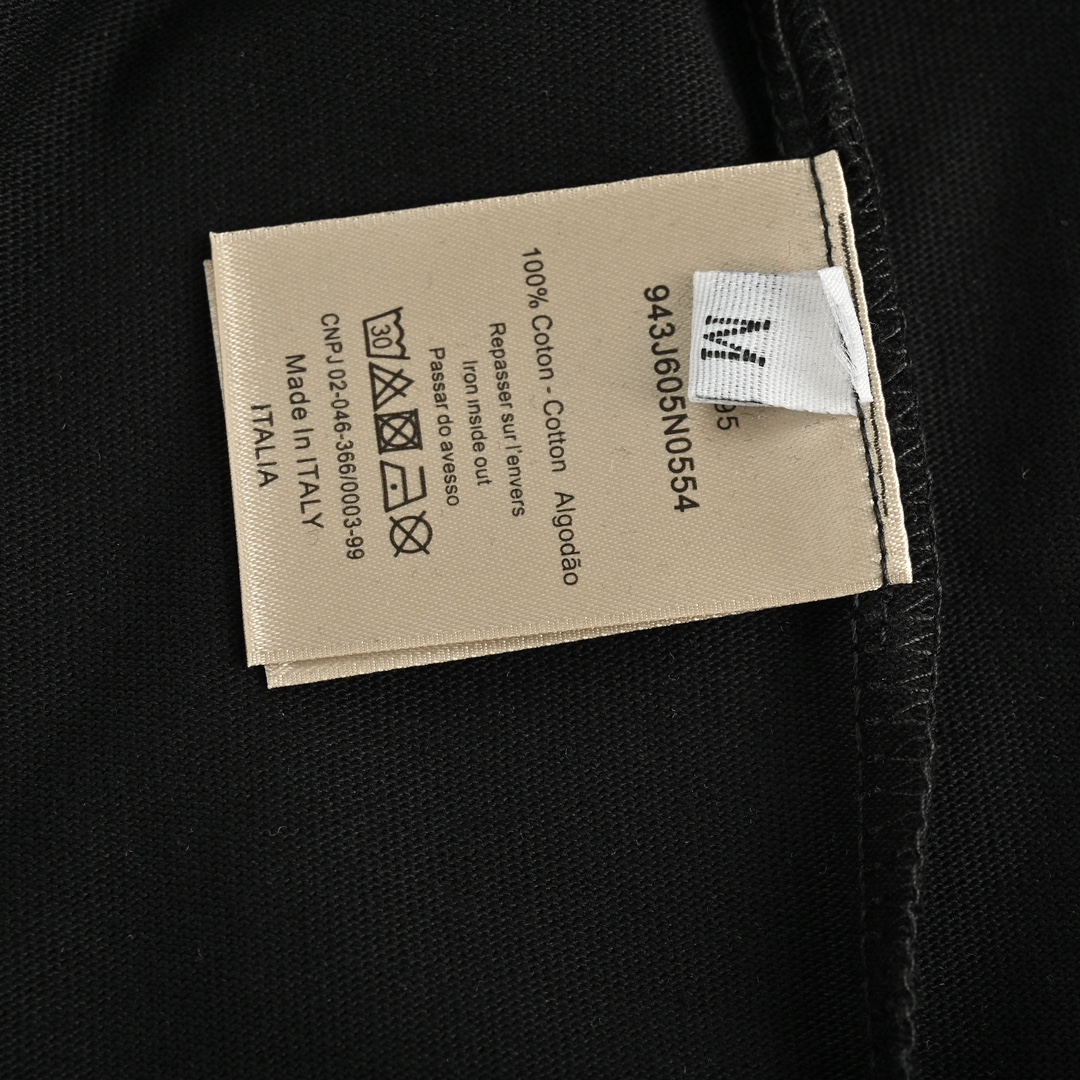 M
95
943J605N0554
100% Coton - Cotton Algodão
Repasser sur l'envers
Iron inside out
Passar do avesso
30
CNPJ 02-046-366/0003-99
Made In ITALY
ITALIA